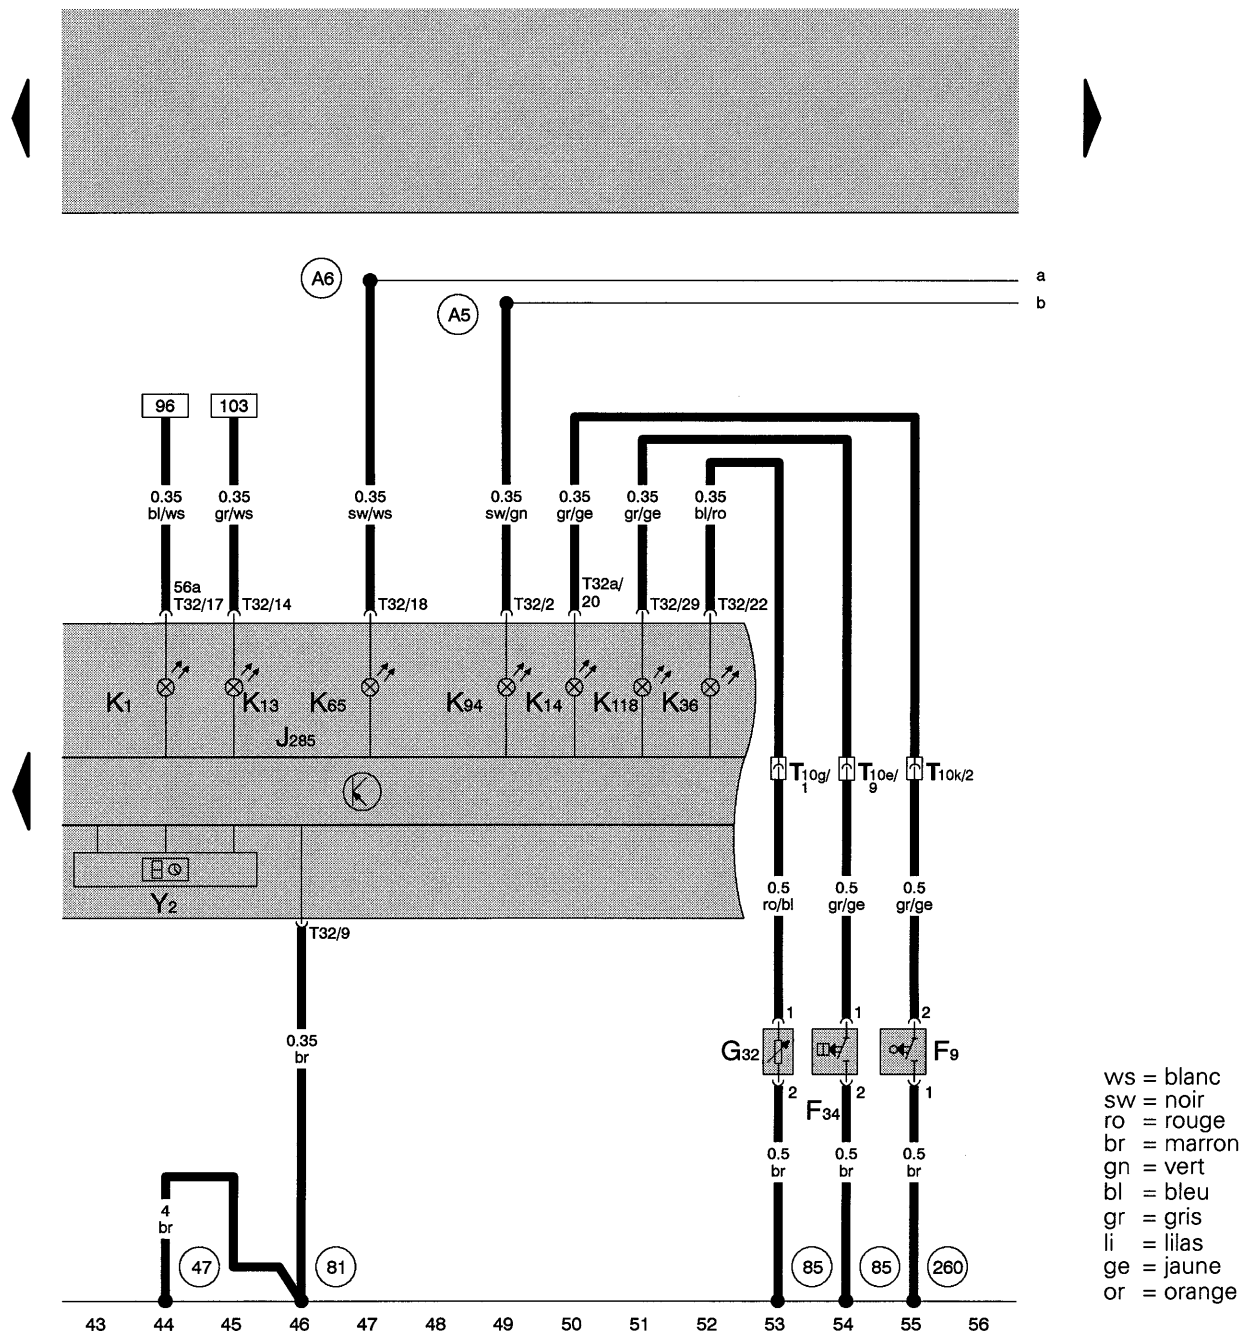 A6
a
A5
b
96
103
0.35 0.35 0.35 0.35 0.35 0.35 0.35
bl/ws gr/ws sw/ws sw/gn gr/ge gr/ge bl/ro
56a
T32a/
T32/17 T32/14 T32/18 T32/2 20 T32/29 T32/22
K1 K13 K65 K94 K14 K118 K36
J285
T10g/ T10e/ T10k/2
1 9
Y2
0.5 0.5 0.5
ro/bl gr/ge gr/ge
T32/9
1 1 2
0.35
br
G32 F9
2 2 1
F34
ws = blanc
sw = noir
ro = rouge
br = marron
gn = vert
bl = bleu
gr = gris
li = lilas
ge = jaune
or = orange
0.5 0.5 0.5
br br br
4
br
47 81 85 85 260
43 44 45 46 47 48 49 50 51 52 53 54 55 56